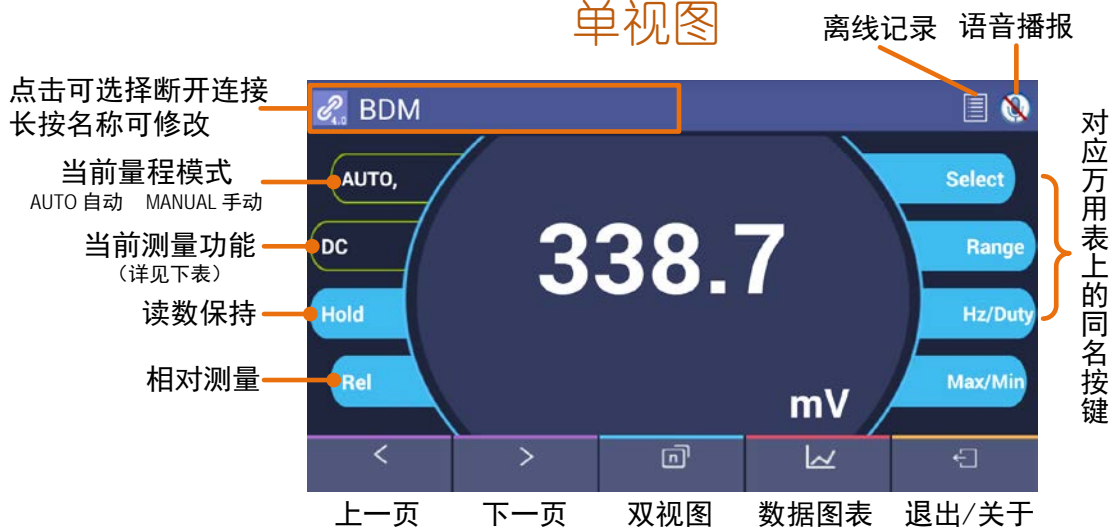 单视图
离线记录 语音播报
点击可选择断开连接
长按名称可修改
4.0 BDM
当前量程模式
AUTO 自动 MANUAL 手动
AUTO,
Select
当前测量功能
（详见下表）
DC
338.7
Range
读数保持
Hold
Hz/Duty
相对测量
Rel
mV
Max/Min
对应万用表上的同名按键
< > n
上一页 下一页 双视图 数据图表 退出/关于